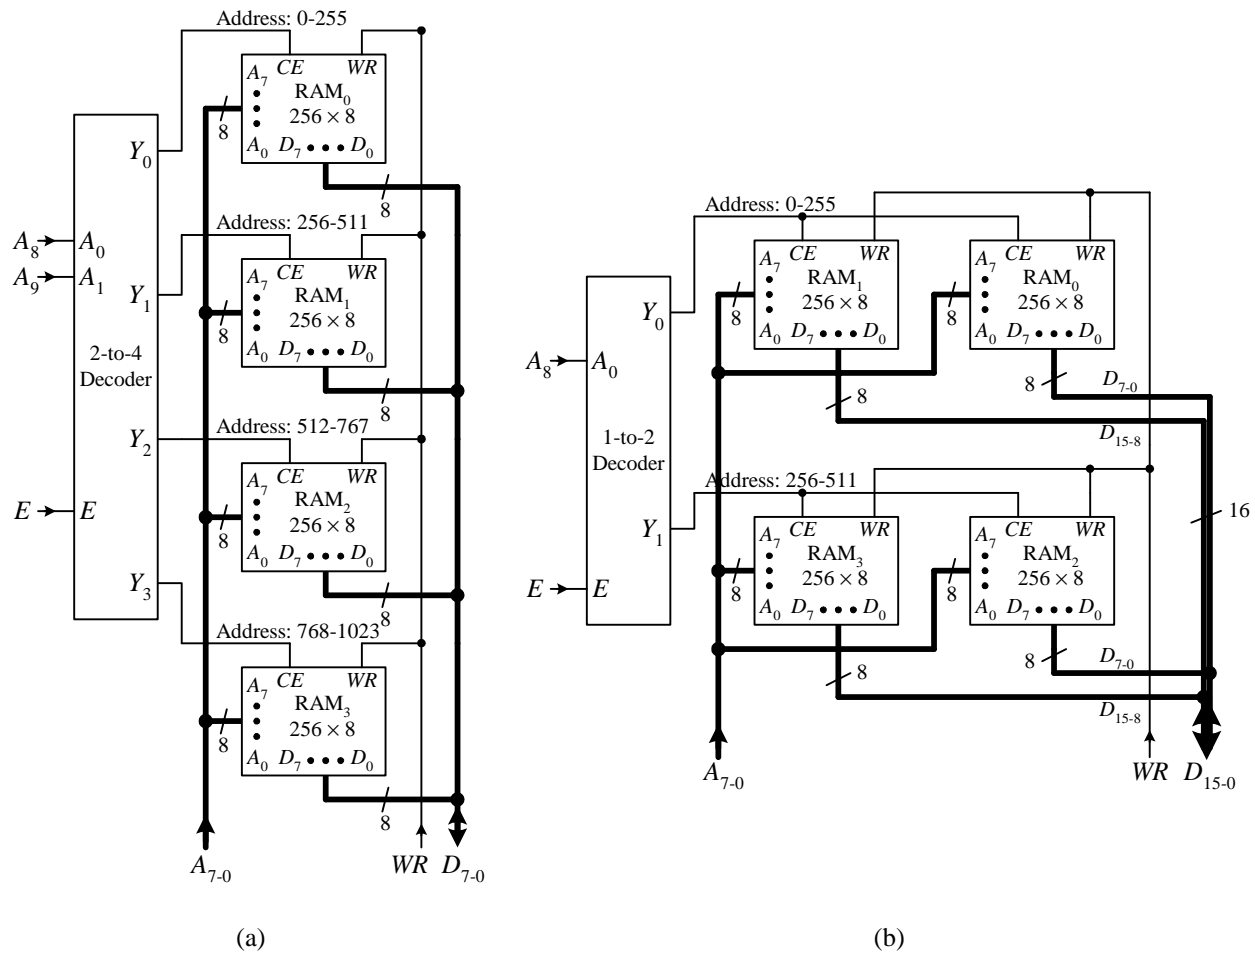 Address: 0-255
A7 CE WR
RAM0
256 × 8
8
A0 D7 D0
8
Y0
Address: 256-511
A7 CE WR
RAM1
256 × 8
8
A0 D7 D0
8
A8 A0
A9 A1
Y1
2-to-4
Decoder
Address: 512-767
Y2
A7 CE WR
RAM2
256 × 8
8
A0 D7 D0
8
E E
Y3
Address: 768-1023
A7 CE WR
RAM3
256 × 8
8
A0 D7 D0
8
A7-0 WR D7-0
(a)
Address: 0-255
A7 CE WR
RAM1
256 × 8
8
A0 D7 D0
8
A7 CE WR
RAM0
256 × 8
8
A0 D7 D0
8
D7-0
D15-8
Y0
A8 A0
1-to-2
Decoder
Address: 256-511
Y1
16
A7 CE WR
RAM3
256 × 8
8
A0 D7 D0
8
A7 CE WR
RAM2
256 × 8
8
A0 D7 D0
8
D7-0
D15-8
E E
A7-0 WR D15-0
(b)